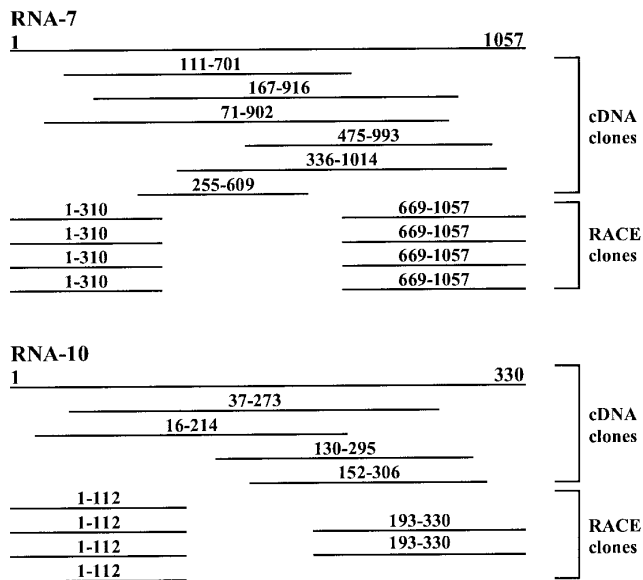 RNA-7
1 1057
111-701
167-916
71-902
475-993
336-1014
255-609
cDNA
clones
1-310 669-1057
1-310 669-1057
1-310 669-1057
1-310 669-1057
RACE
clones
RNA-10
1 330
37-273
16-214
130-295
152-306
cDNA
clones
1-112
1-112 193-330
1-112 193-330
1-112
RACE
clones